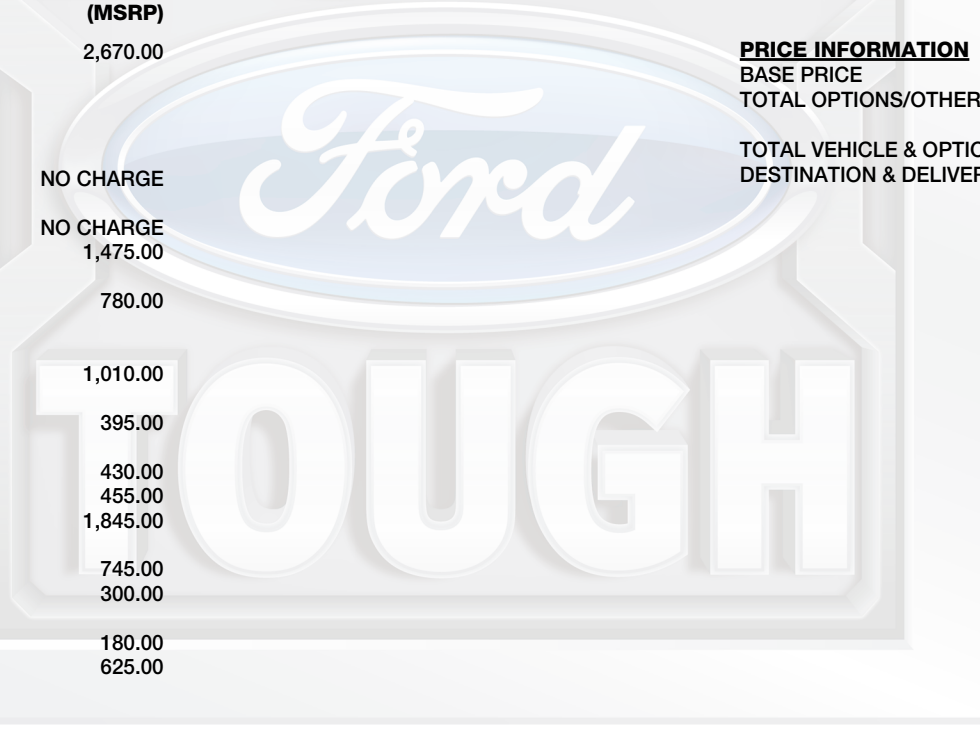 (MSRP)
2,670.00
NO CHARGE
NO CHARGE
1,475.00
780.00
1,010.00
395.00
430.00
455.00
1,845.00
745.00
300.00
180.00
625.00
PRICE INFORMATION
BASE PRICE
TOTAL OPTIONS/OTHER
TOTAL VEHICLE & OPTIO
DESTINATION & DELIVER
Ford
TOUGH